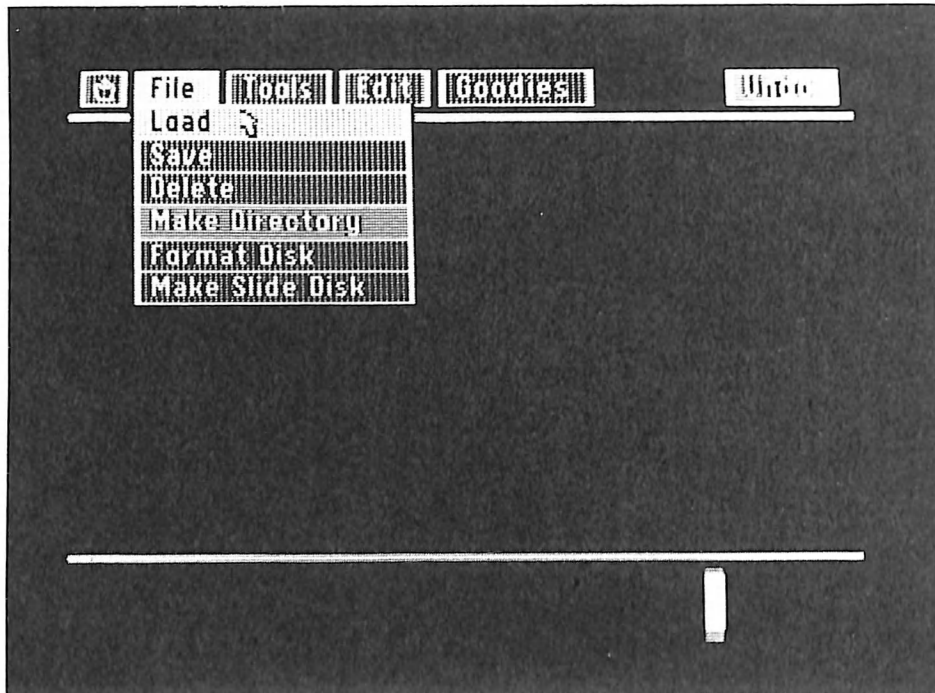 File Tools Edit Goodies
Load
Save
Delete
Make Directory
Format Disk
Make Slide Disk